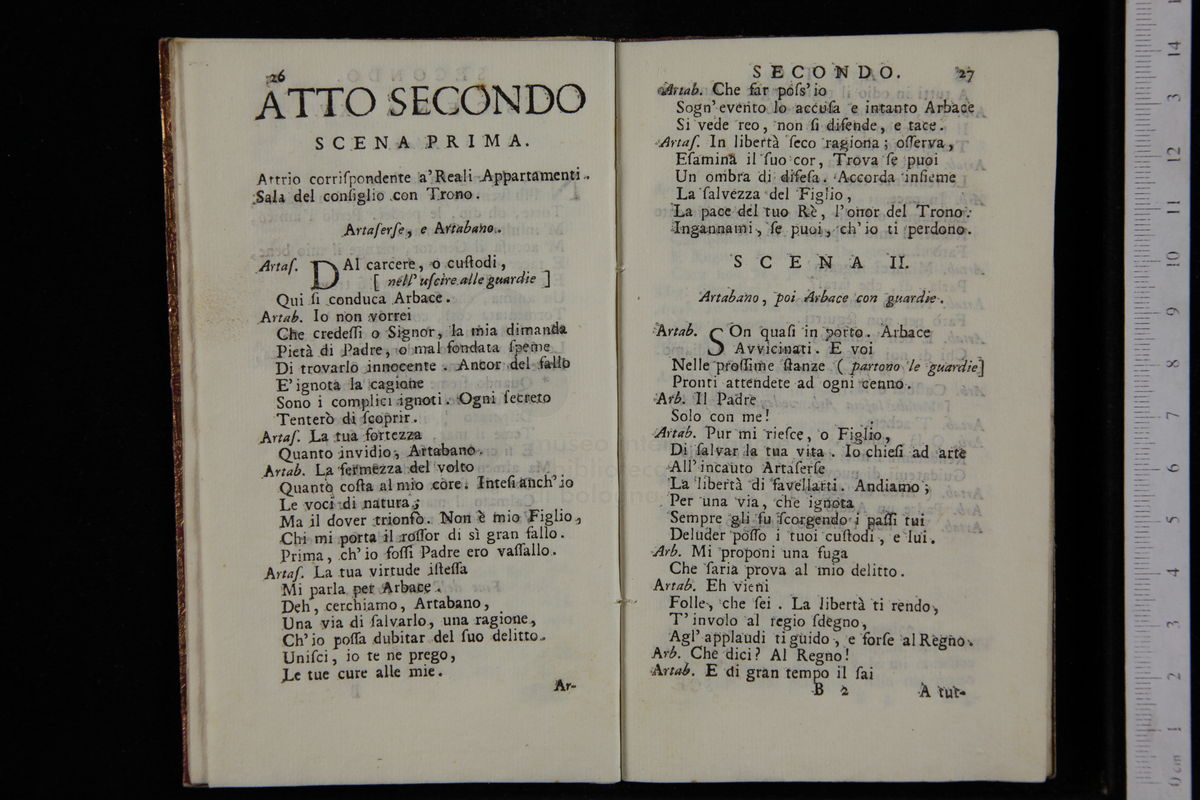 26
ATTO SECONDO
SCENA PRIMA.
Attrio corriſpondente a' Reali Appartamenti.
Sala del conſiglio con Trono.
Artaſerſe, e Artabano.
Artaſ. DAl carcere, o cuſtodi,
[ nell' uſcire alle guardie ]
Qui ſi conduca Arbace.
Artab. Io non vorrei
Che credeſſi o Signor, la mia dimanda
Pietà di Padre, o mal fondata ſpeme
Di trovarlo innocente. Ancor del fallo
E' ignota la cagione
Sono i complici ignoti. Ogni ſecreto
Tenterò di ſcoprir.
Artaſ. La tua fortezza
Quanto invidio, Artabano.
Artab. La fermezza del volto
Quanto coſta al mio core. Inteſi anch' io
Le voci di natura;
Ma il dover trionfò. Non è mio Figlio,
Chi mi porta il roſſor di sì gran fallo.
Prima, ch' io foſſi Padre ero vaſſallo.
Artaſ. La tua virtude iſteſſa
Mi parla per Arbace.
Deh, cerchiamo, Artabano,
Una via di ſalvarlo, una ragione,
Ch' io poſſa dubitar del ſuo delitto.
Uniſci, io te ne prego,
Le tue cure alle mie.
Ar-
SECONDO. 27
Artab. Che far poſs' io
Sogn' evento lo accuſa e intanto Arbace
Si vede reo, non ſi difende, e tace.
Artaſ. In libertà ſeco ragiona; oſſerva,
Eſamina il ſuo cor, Trova ſe puoi
Un ombra di difeſa. Accorda inſieme
La ſalvezza del Figlio,
La pace del tuo Rè, l'onor del Trono.
Ingannami, ſe puoi, ch' io ti perdono.
SCENA II.
Artabano, poi Arbace con guardie.
Artab. SOn quaſi in porto. Arbace
Avvicinati. E voi
Nelle proſſime ſtanze ( partono le guardie]
Pronti attendete ad ogni cenno.
Arb. Il Padre
Solo con me!
Artab. Pur mi rieſce, o Figlio,
Di ſalvar la tua vita. Io chieſi ad arte
All' incauto Artaſerſe
La libertà di favellarti. Andiamo;
Per una via, che ignota
Sempre gli fu ſcorgendo i paſſi tui
Deluder poſſo i tuoi cuſtodi, e lui.
Arb. Mi proponi una fuga
Che ſaria prova al mio delitto.
Artab. Eh vieni
Folle, che ſei. La libertà ti rendo,
T' involo al regio ſdegno,
Agl' applaudi ti guido, e forſe al Regno.
Arb. Che dici? Al Regno!
Artab. E di gran tempo il ſai
B 2 A tut-